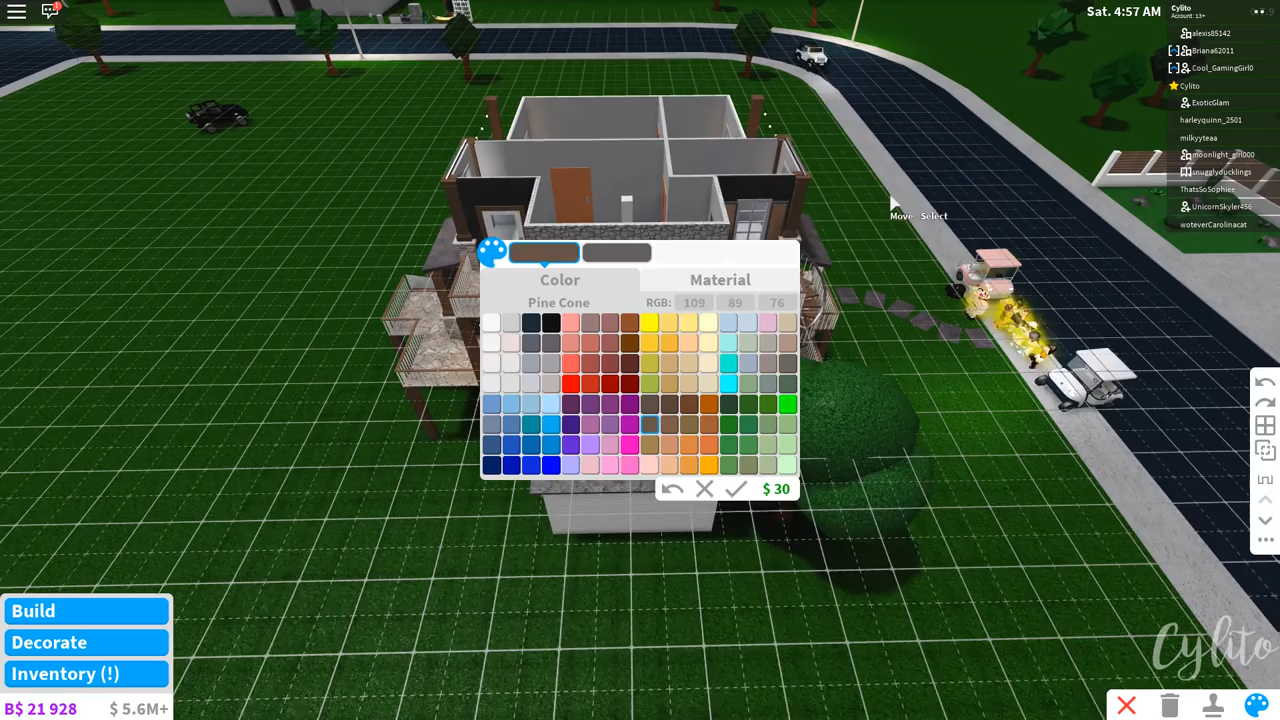 Sat. 4:57 AM
Cylito
Account: 13+
alexis85142
Briana62011
Cool_GamingGirl0
Cylito
ExoticGlam
harleyquinn_2501
milkyteaa
moonlight_girl000
snugglyducklings
ThatsSoSophiee
UnicornSkyler456
woteverCarolinacat
Move Select
Color
Material
Pine Cone
RGB: 109 89 76
$ 30
Build
Decorate
Inventory (!)
B$ 21 928
$ 5.6M+
Cylito